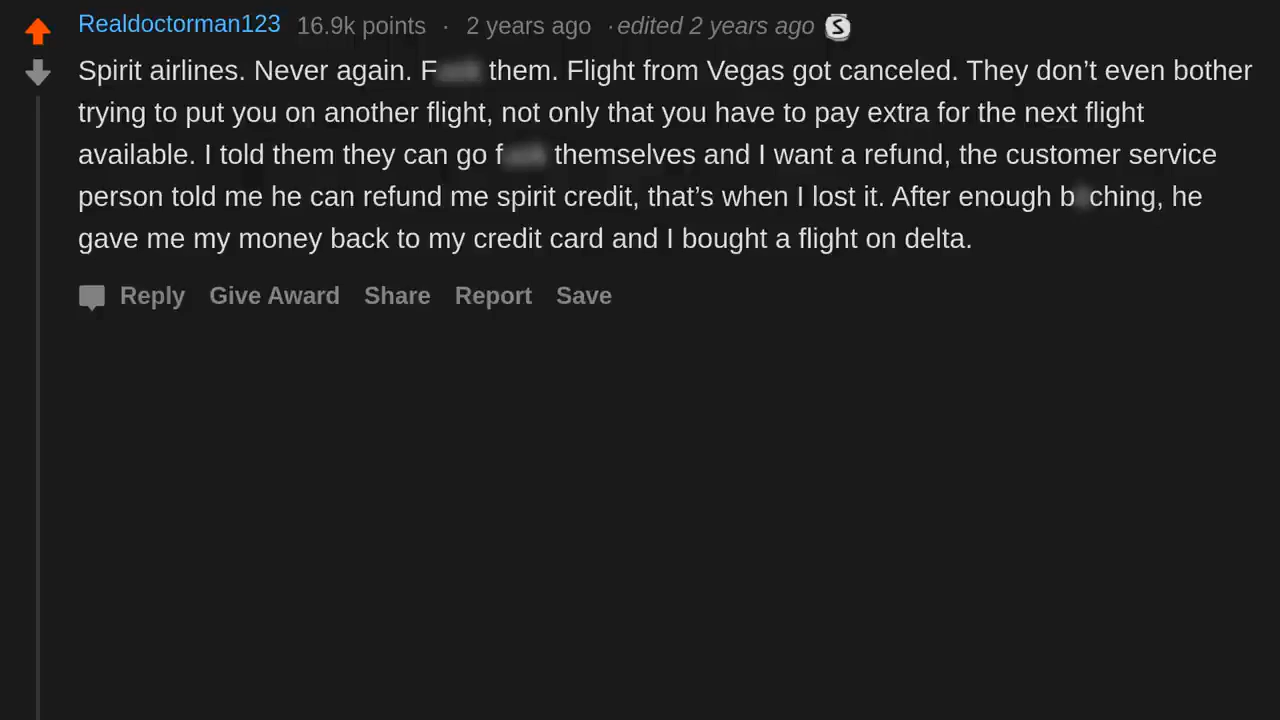 Realdoctorman123 16.9k points · 2 years ago · edited 2 years ago S
Spirit airlines. Never again. F them. Flight from Vegas got canceled. They don’t even bother
trying to put you on another flight, not only that you have to pay extra for the next flight
available. I told them they can go f themselves and I want a refund, the customer service
person told me he can refund me spirit credit, that’s when I lost it. After enough b ching, he
gave me my money back to my credit card and I bought a flight on delta.
Reply Give Award Share Report Save